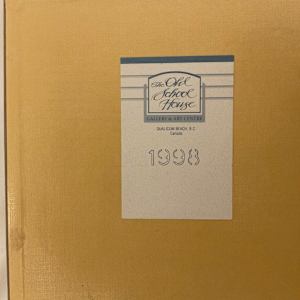 The Old
School
House
GALLERY & ART CENTRE
QUALICUM BEACH, B.C.
Canada
1998